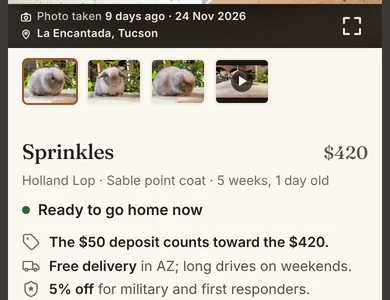 Photo taken 9 days ago · 24 Nov 2026
La Encantada, Tucson
Sprinkles
$420
Holland Lop · Sable point coat · 5 weeks, 1 day old
Ready to go home now
The $50 deposit counts toward the $420.
Free delivery in AZ; long drives on weekends.
5% off for military and first responders.